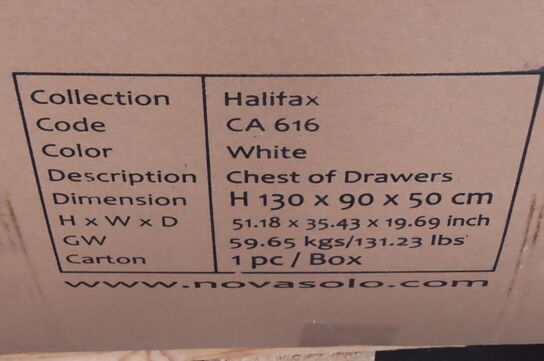 Collection Halifax
Code CA 616
Color White
Description Chest of Drawers
Dimension H 130 x 90 x 50 cm
H x W x D 51.18 x 35.43 x 19.69 inch
GW 59.65 kgs/131.23 lbs
Carton 1 pc / Box
www.novasolo.com